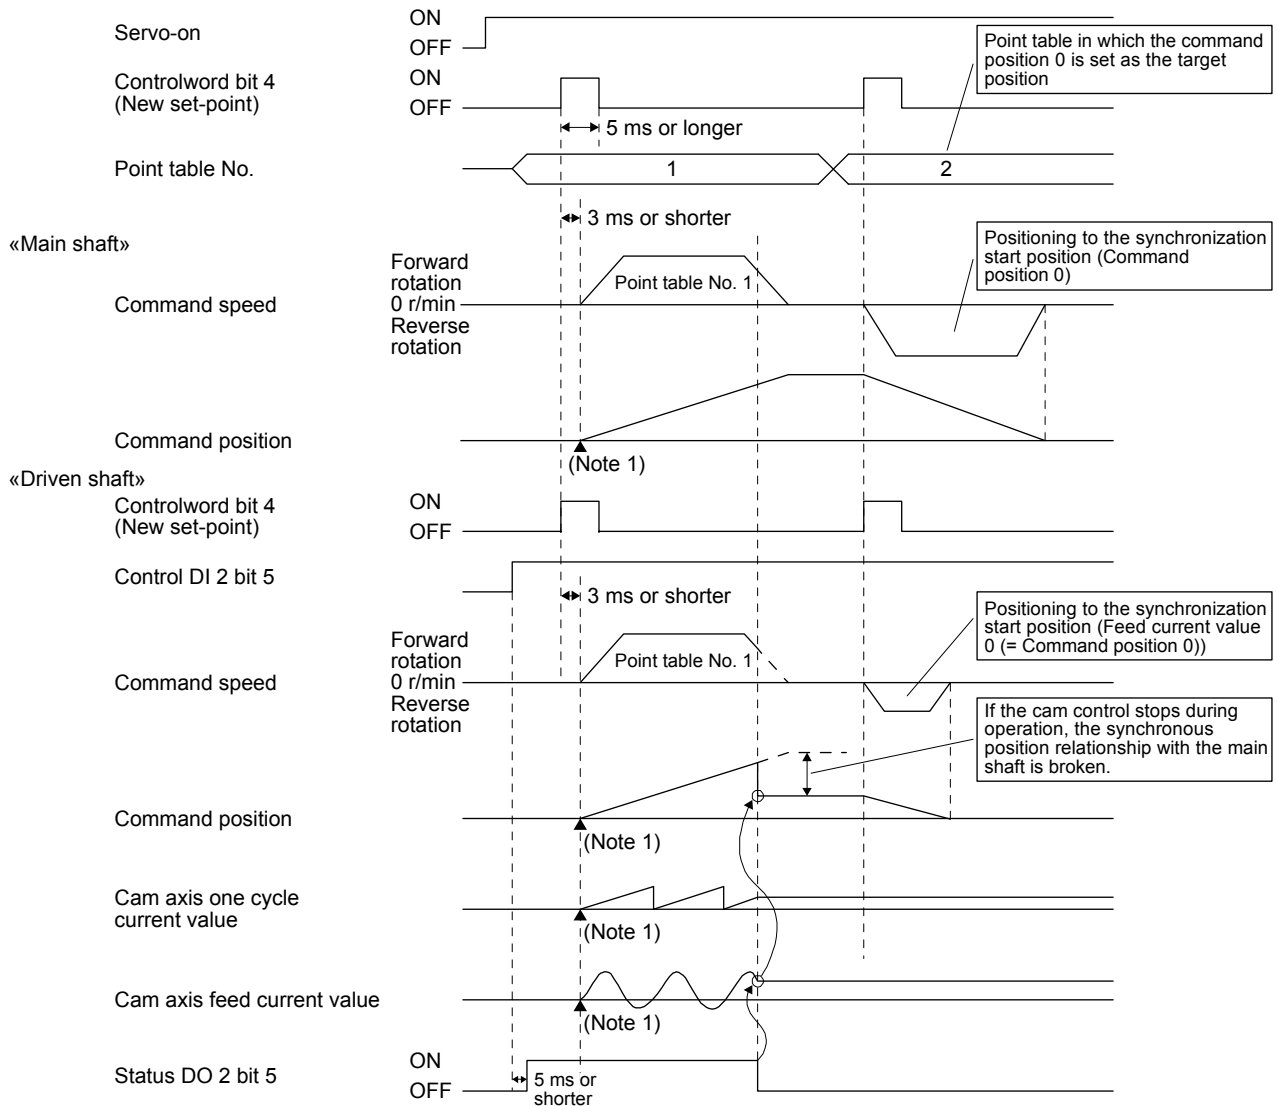 Servo-on
ON
OFF
Controlword bit 4
(New set-point)
ON
OFF
Point table in which the command
position 0 is set as the target
position
5 ms or longer
Point table No.
1
2
3 ms or shorter
«Main shaft»
Command speed
Forward
rotation
0 r/min
Reverse
rotation
Point table No. 1
Positioning to the synchronization
start position (Command
position 0)
Command position
(Note 1)
«Driven shaft»
Controlword bit 4
(New set-point)
ON
OFF
Control DI 2 bit 5
3 ms or shorter
Command speed
Forward
rotation
0 r/min
Reverse
rotation
Point table No. 1
Positioning to the synchronization
start position (Feed current value
0 (= Command position 0))
If the cam control stops during
operation, the synchronous
position relationship with the main
shaft is broken.
Command position
(Note 1)
Cam axis one cycle
current value
(Note 1)
Cam axis feed current value
(Note 1)
Status DO 2 bit 5
ON
OFF
5 ms or
shorter